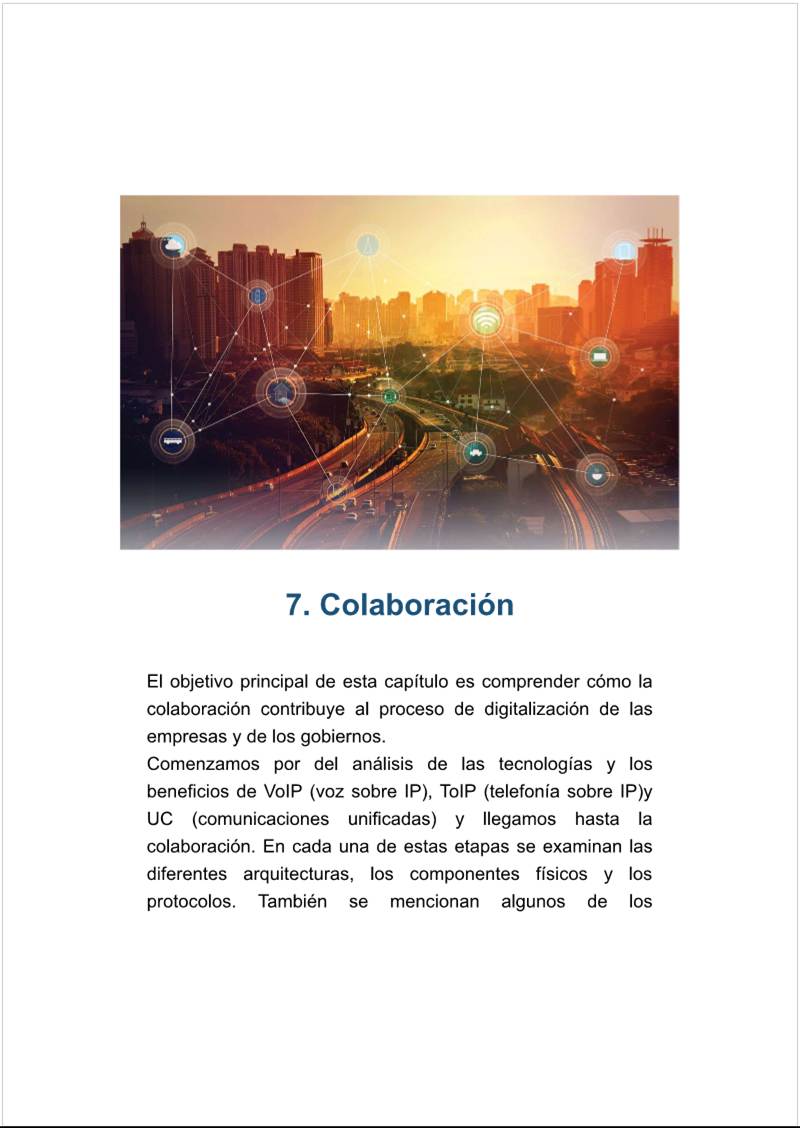 7. Colaboración
El objetivo principal de esta capítulo es comprender cómo la
colaboración contribuye al proceso de digitalización de las
empresas y de los gobiernos.
Comenzamos por del análisis de las tecnologías y los
beneficios de VoIP (voz sobre IP), ToIP (telefonía sobre IP)y
UC (comunicaciones unificadas) y llegamos hasta la
colaboración. En cada una de estas etapas se examinan las
diferentes arquitecturas, los componentes físicos y los
protocolos. También se mencionan algunos de los